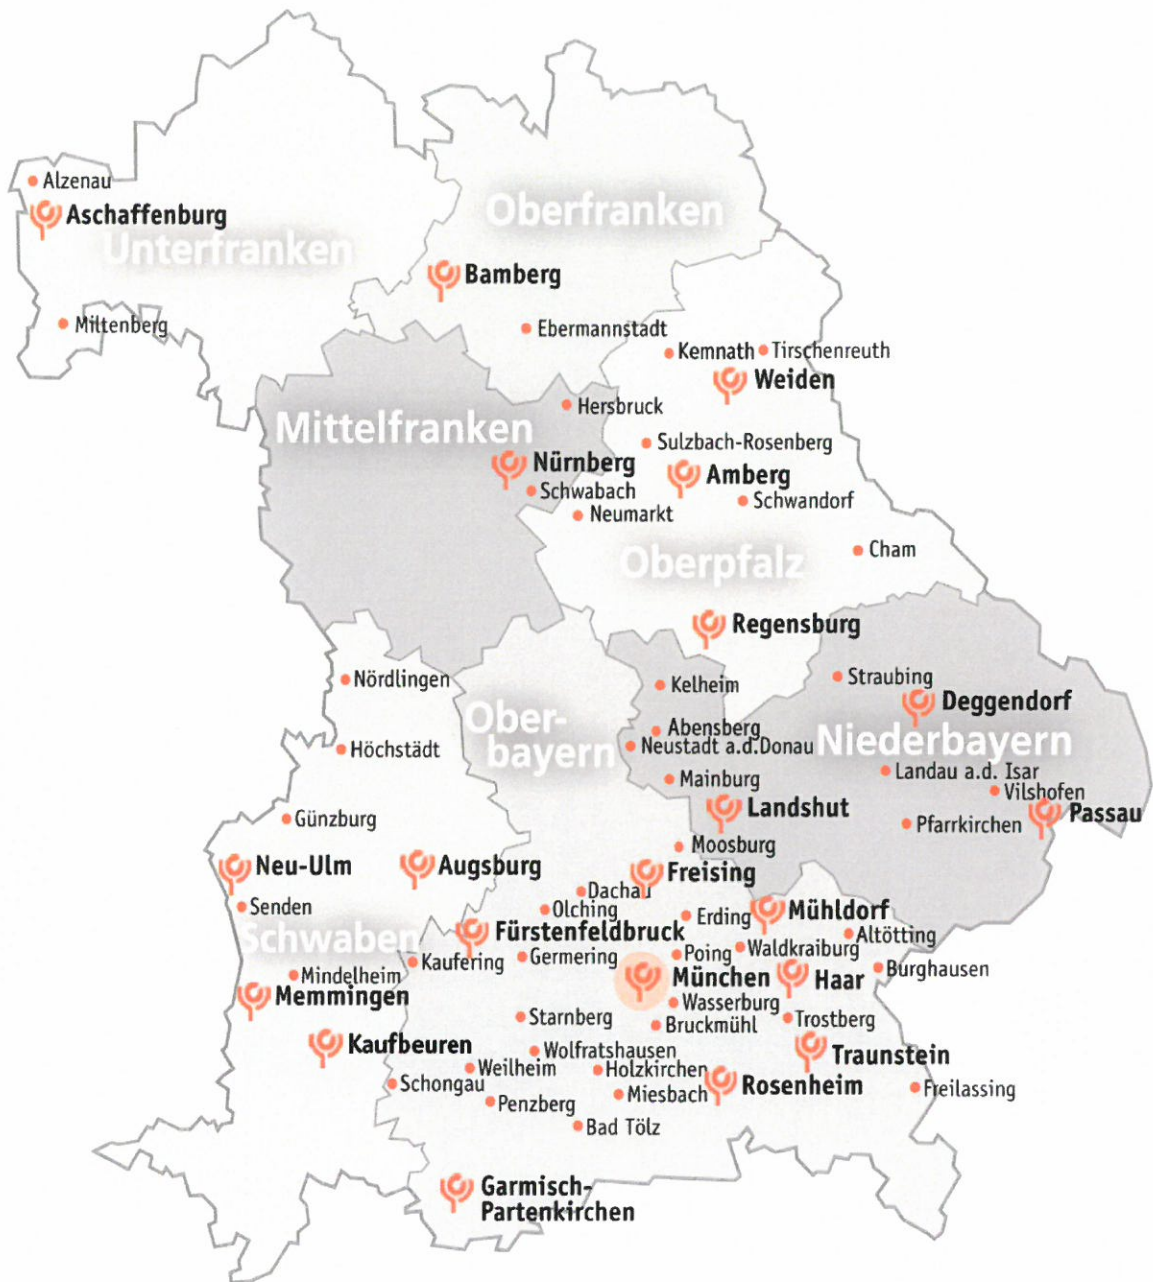 Alzenau
Aschaffenburg
Unterfranken
Oberfranken
Bamberg
Miltenberg
Ebermannstadt
Kemnath
Tirschenreuth
Weiden
Hersbruck
Mittelfranken
Sulzbach-Rosenberg
Nürnberg
Amberg
Schwabach
Schwandorf
Neumarkt
Cham
Oberpfalz
Regensburg
Nördlingen
Kelheim
Straubing
Deggendorf
Ober-
bayern
Abensberg
Neustadt a.d.Donau
Niederbayern
Höchstädt
Mainburg
Landau a.d. Isar
Vilshofen
Landshut
Passau
Günzburg
Pfarrkirchen
Moosburg
Neu-Ulm
Augsburg
Freising
Dachau
Senden
Olching
Erding
Mühldorf
Schwaben
Fürstenfeldbruck
Altötting
Kaufering
Germering
Poing
Waldkraiburg
Mindelheim
München
Haar
Burghausen
Memmingen
Wasserburg
Starnberg
Bruckmühl
Trostberg
Kaufbeuren
Wolfratshausen
Traunstein
Weilheim
Holzkirchen
Schongau
Miesbach
Rosenheim
Freilassing
Penzberg
Bad Tölz
Garmisch-
Partenkirchen